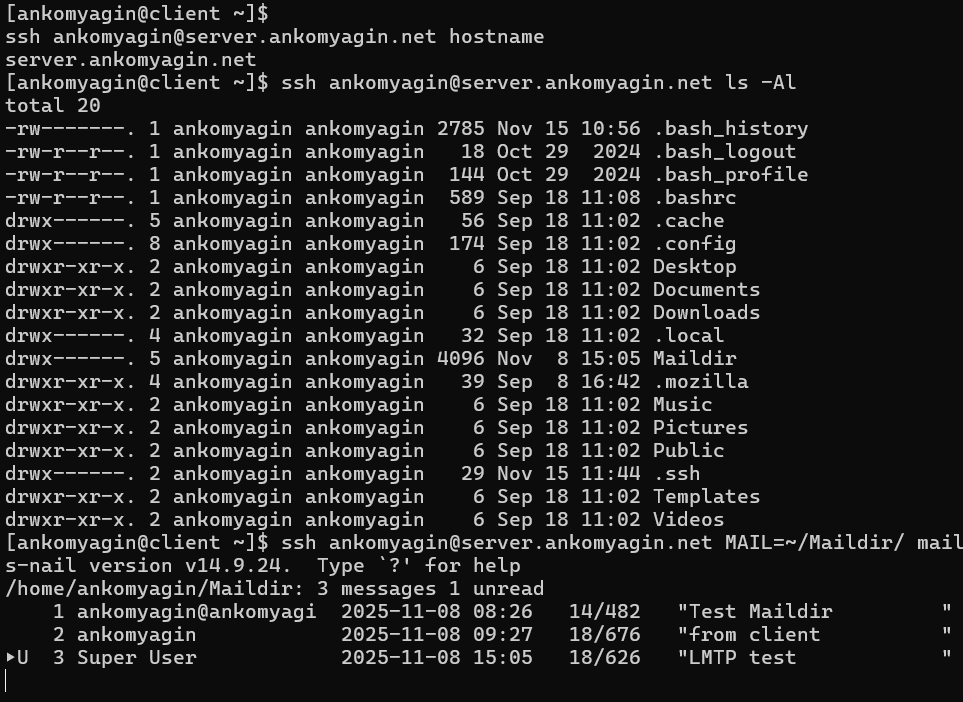 [ankomyagin@client ~]$
ssh ankomyagin@server.ankomyagin.net hostname
server.ankomyagin.net
[ankomyagin@client ~]$ ssh ankomyagin@server.ankomyagin.net ls -Al
total 20
-rw-------. 1 ankomyagin ankomyagin 2785 Nov 15 10:56 .bash_history
-rw-r--r--. 1 ankomyagin ankomyagin   18 Oct 29  2024 .bash_logout
-rw-r--r--. 1 ankomyagin ankomyagin  144 Oct 29  2024 .bash_profile
-rw-r--r--. 1 ankomyagin ankomyagin  589 Sep 18 11:08 .bashrc
drwx------. 5 ankomyagin ankomyagin   56 Sep 18 11:02 .cache
drwx------. 8 ankomyagin ankomyagin  174 Sep 18 11:02 .config
drwxr-xr-x. 2 ankomyagin ankomyagin    6 Sep 18 11:02 Desktop
drwxr-xr-x. 2 ankomyagin ankomyagin    6 Sep 18 11:02 Documents
drwxr-xr-x. 2 ankomyagin ankomyagin    6 Sep 18 11:02 Downloads
drwx------. 4 ankomyagin ankomyagin   32 Sep 18 11:02 .local
drwx------. 5 ankomyagin ankomyagin 4096 Nov  8 15:05 Maildir
drwxr-xr-x. 4 ankomyagin ankomyagin   39 Sep  8 16:42 .mozilla
drwxr-xr-x. 2 ankomyagin ankomyagin    6 Sep 18 11:02 Music
drwxr-xr-x. 2 ankomyagin ankomyagin    6 Sep 18 11:02 Pictures
drwxr-xr-x. 2 ankomyagin ankomyagin    6 Sep 18 11:02 Public
drwx------. 2 ankomyagin ankomyagin   29 Nov 15 11:44 .ssh
drwxr-xr-x. 2 ankomyagin ankomyagin    6 Sep 18 11:02 Templates
drwxr-xr-x. 2 ankomyagin ankomyagin    6 Sep 18 11:02 Videos
[ankomyagin@client ~]$ ssh ankomyagin@server.ankomyagin.net MAIL=~/Maildir/ mail
s-nail version v14.9.24.  Type `?' for help
/home/ankomyagin/Maildir: 3 messages 1 unread
    1 ankomyagin@ankomyagi  2025-11-08 08:26   14/482   "Test Maildir         "
    2 ankomyagin            2025-11-08 09:27   18/676   "from client          "
▸U  3 Super User            2025-11-08 15:05   18/626   "LMTP test            "